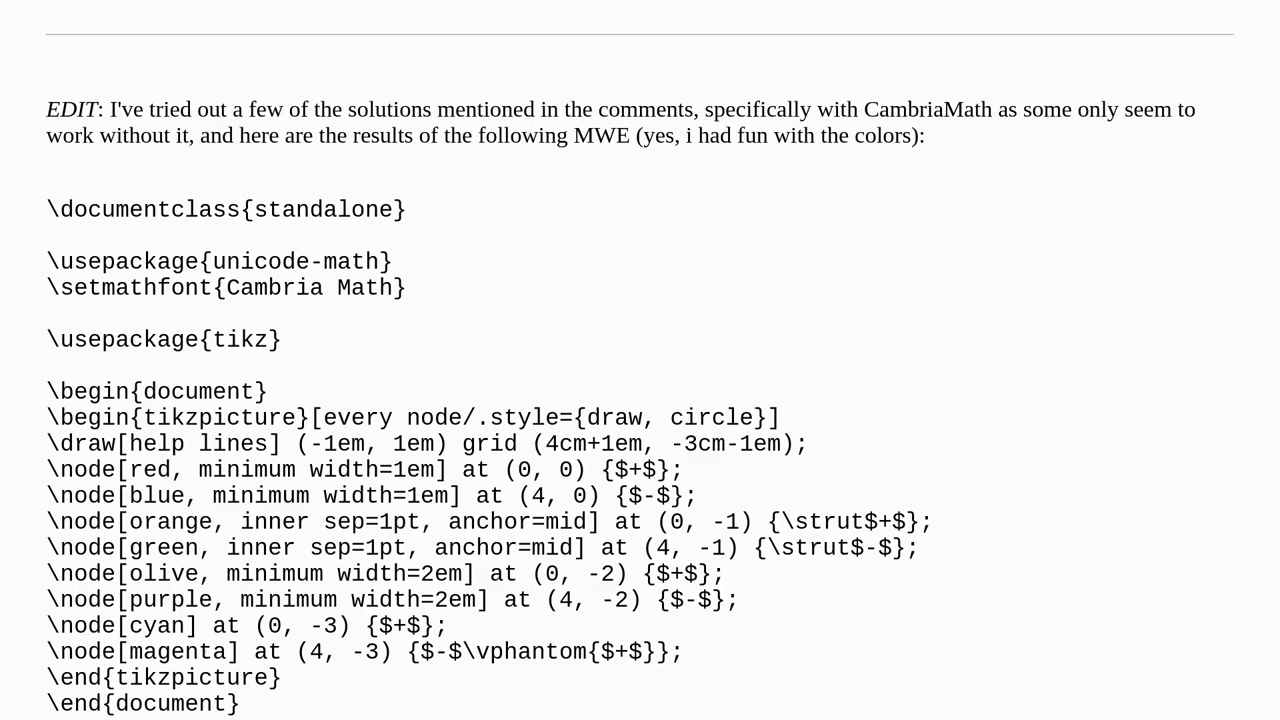 EDIT: I've tried out a few of the solutions mentioned in the comments, specifically with CambriaMath as some only seem to
work without it, and here are the results of the following MWE (yes, i had fun with the colors):
\documentclass{standalone}
\usepackage{unicode-math}
\setmathfont{Cambria Math}
\usepackage{tikz}
\begin{document}
\begin{tikzpicture}[every node/.style={draw, circle}]
\draw[help lines] (-1em, 1em) grid (4cm+1em, -3cm-1em);
\node[red, minimum width=1em] at (0, 0) {$+$};
\node[blue, minimum width=1em] at (4, 0) {$-$};
\node[orange, inner sep=1pt, anchor=mid] at (0, -1) {\strut$+$};
\node[green, inner sep=1pt, anchor=mid] at (4, -1) {\strut$-$};
\node[olive, minimum width=2em] at (0, -2) {$+$};
\node[purple, minimum width=2em] at (4, -2) {$-$};
\node[cyan] at (0, -3) {$+$};
\node[magenta] at (4, -3) {$-$\vphantom{$+$}};
\end{tikzpicture}
\end{document}